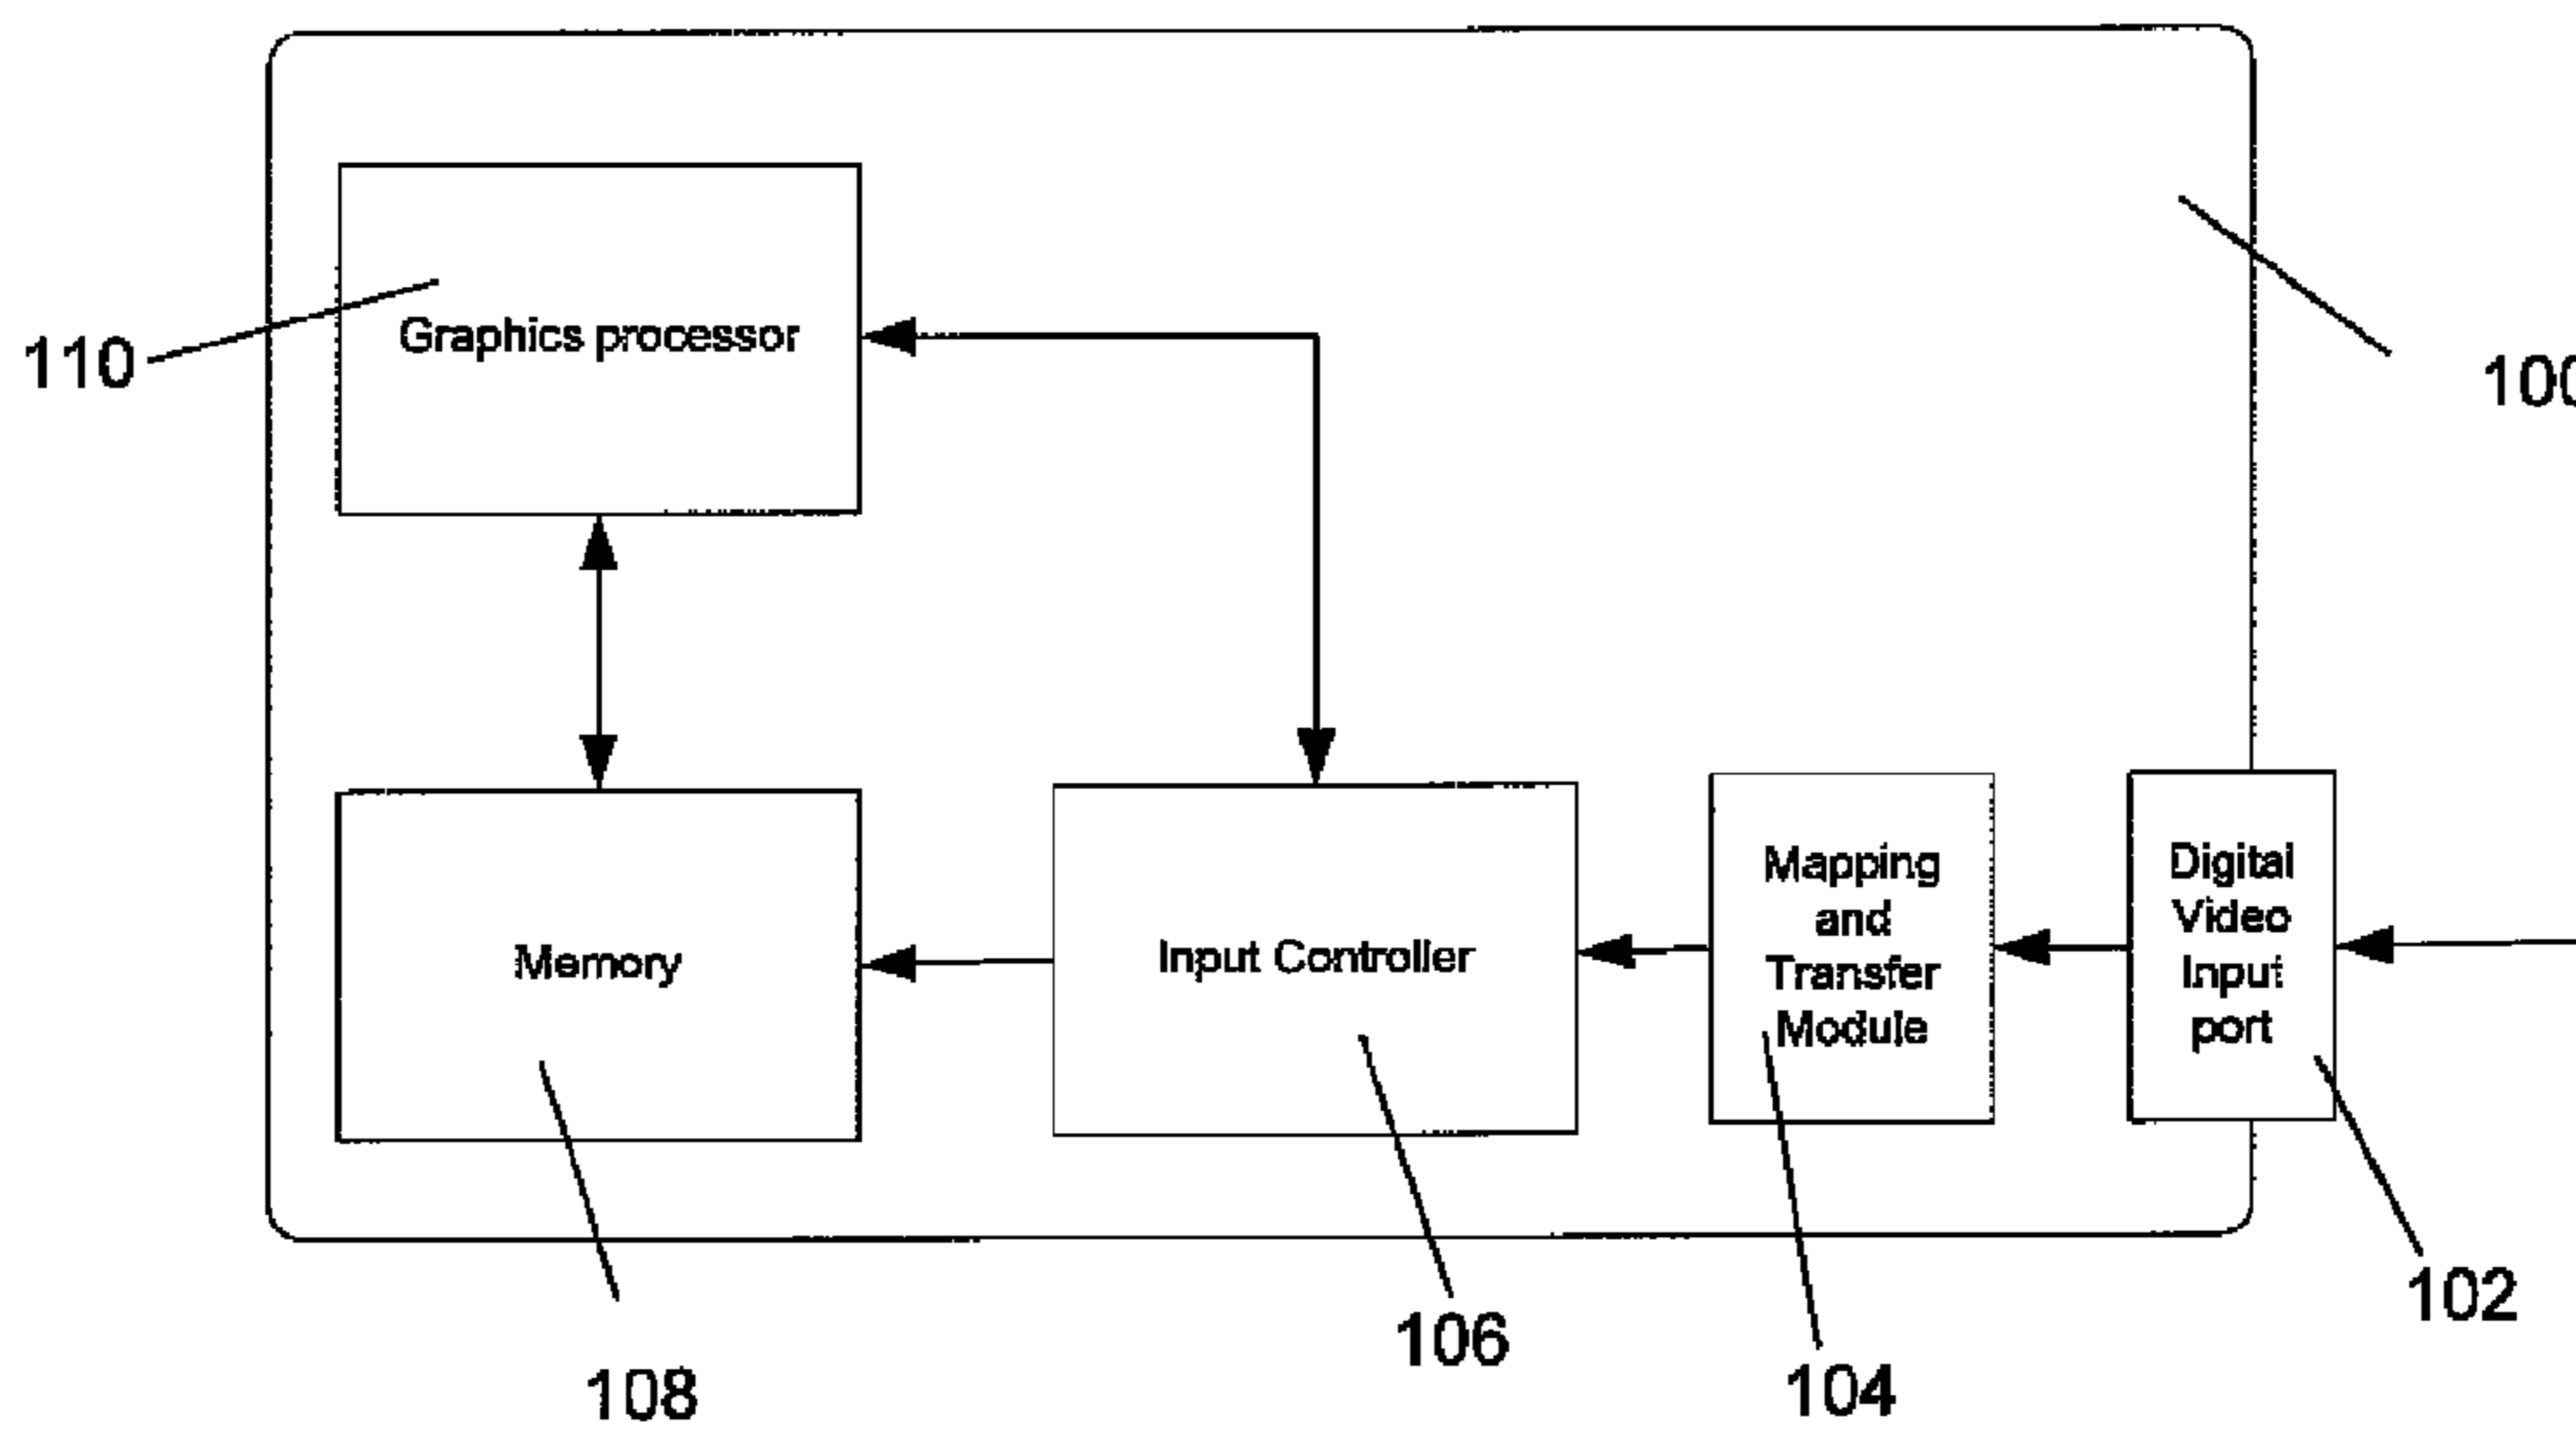 Graphics processor
110
100
Mapping
and
Transfer
Module
Digital
Video
Input
port
Memory
Input Controller
102
106
104
108